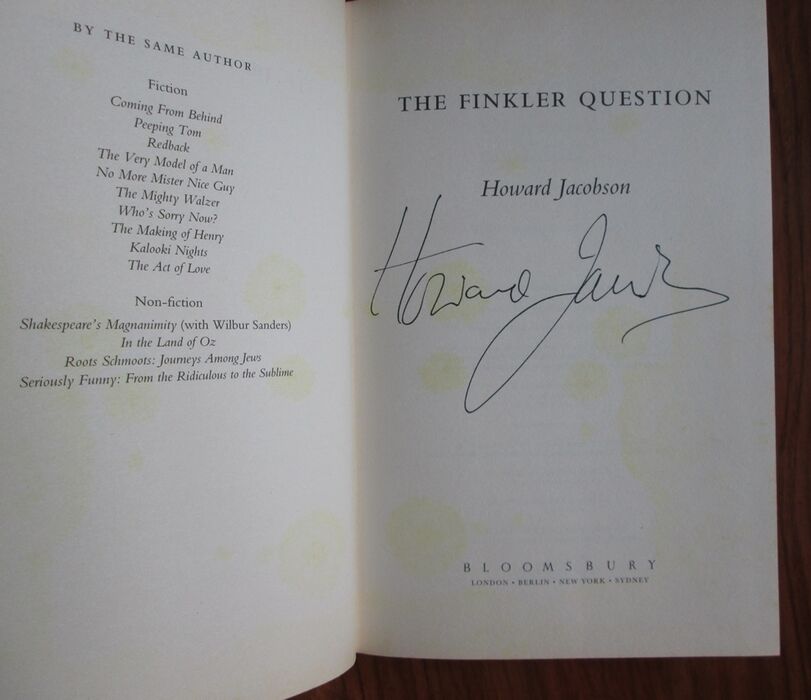 BY THE SAME AUTHOR
Fiction
Coming From Behind
Peeping Tom
Redback
The Very Model of a Man
No More Mister Nice Guy
The Mighty Walzer
Who's Sorry Now?
The Making of Henry
Kalooki Nights
The Act of Love
Non-fiction
Shakespeare's Magnanimity (with Wilbur Sanders)
In the Land of Oz
Roots Schmoots: Journeys Among Jews
Seriously Funny: From the Ridiculous to the Sublime
THE FINKLER QUESTION
Howard Jacobson
Howard
BLOOMSBURY
LONDON • BERLIN • NEW YORK • SYDNEY